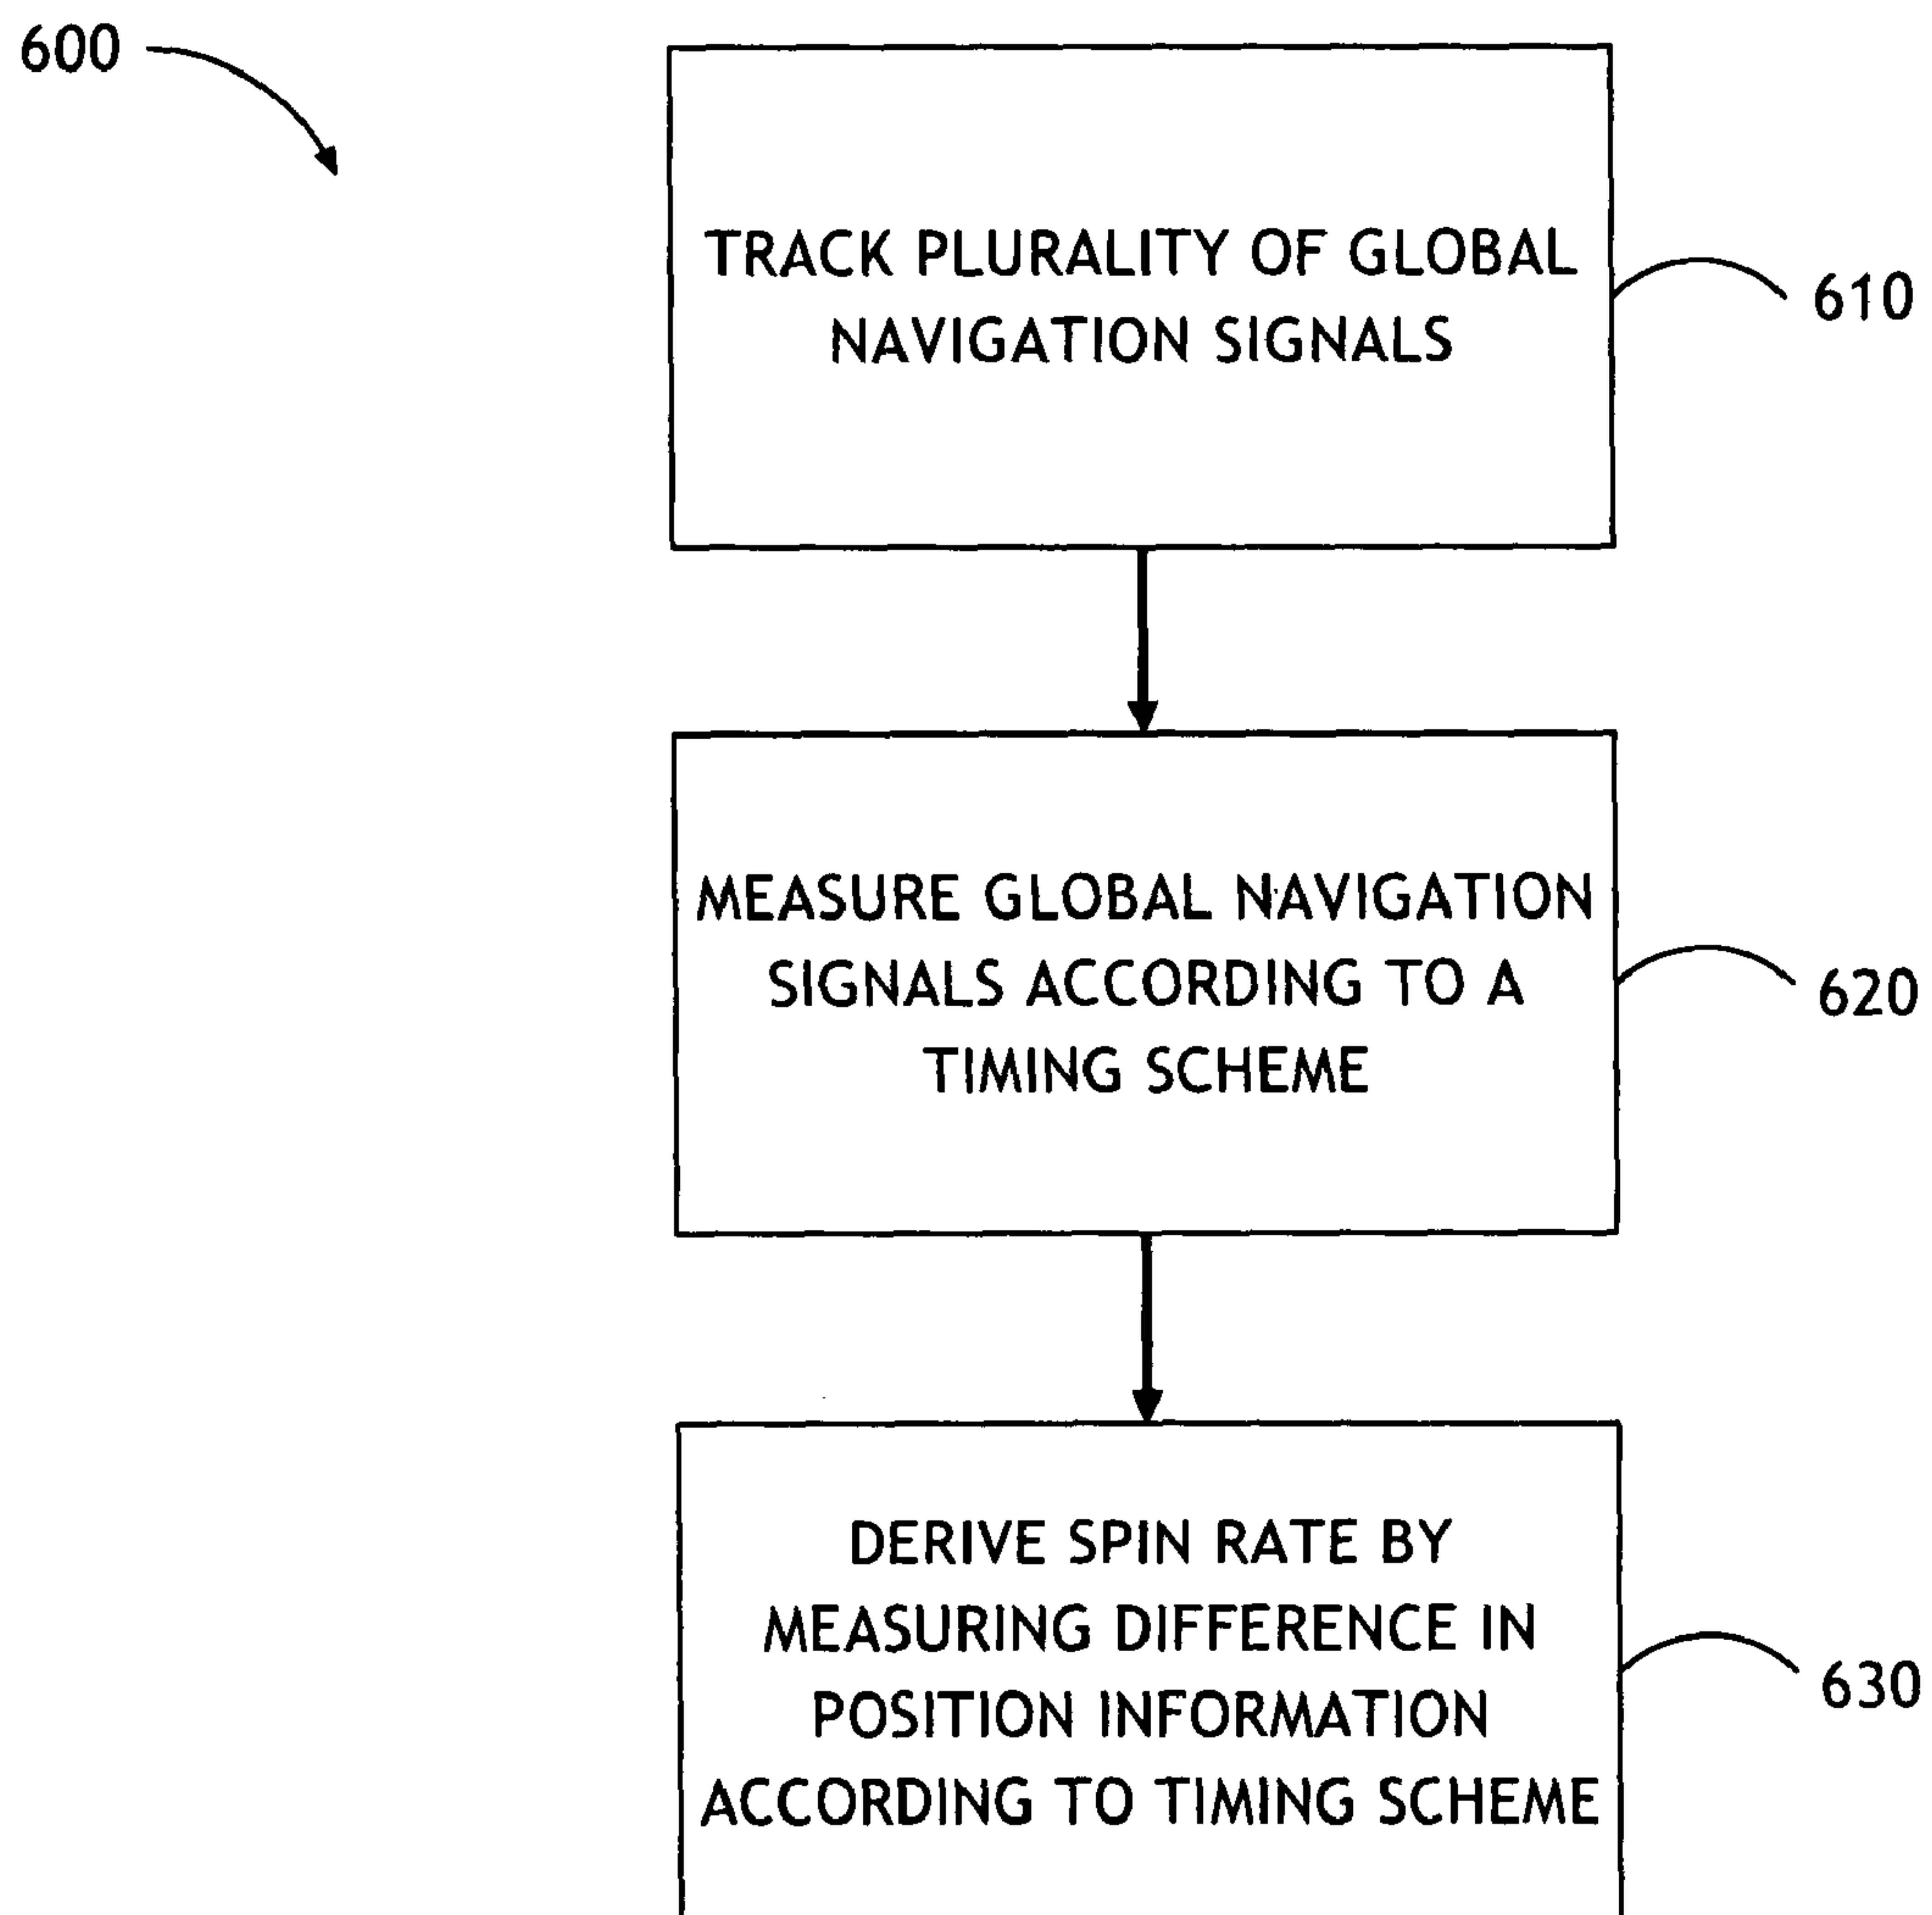 600
TRACK PLURALITY OF GLOBAL
NAVIGATION SIGNALS
610
MEASURE GLOBAL NAVIGATION
SIGNALS ACCORDING TO A
TIMING SCHEME
620
DERIVE SPIN RATE BY
MEASURING DIFFERENCE IN
POSITION INFORMATION
ACCORDING TO TIMING SCHEME
630